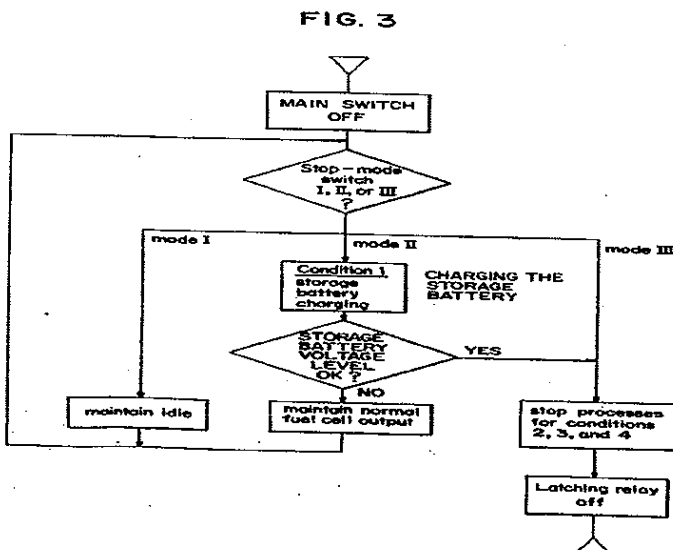 FIG. 3
MAIN SWITCH
OFF
Stop-mode
switch
I, II, or III
?
mode I
mode II
mode III
Condition 1
storage
battery
charging
CHARGING THE
STORAGE
BATTERY
STORAGE
BATTERY
VOLTAGE
LEVEL
OK ?
YES
NO
maintain idle
maintain normal
fuel cell output
stop processes
for conditions
2, 3, and 4
Latching relay
off